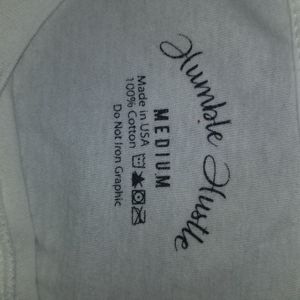 Humble Hustle
MEDIUM
Made in USA
100% Cotton
Do Not Iron Graphic